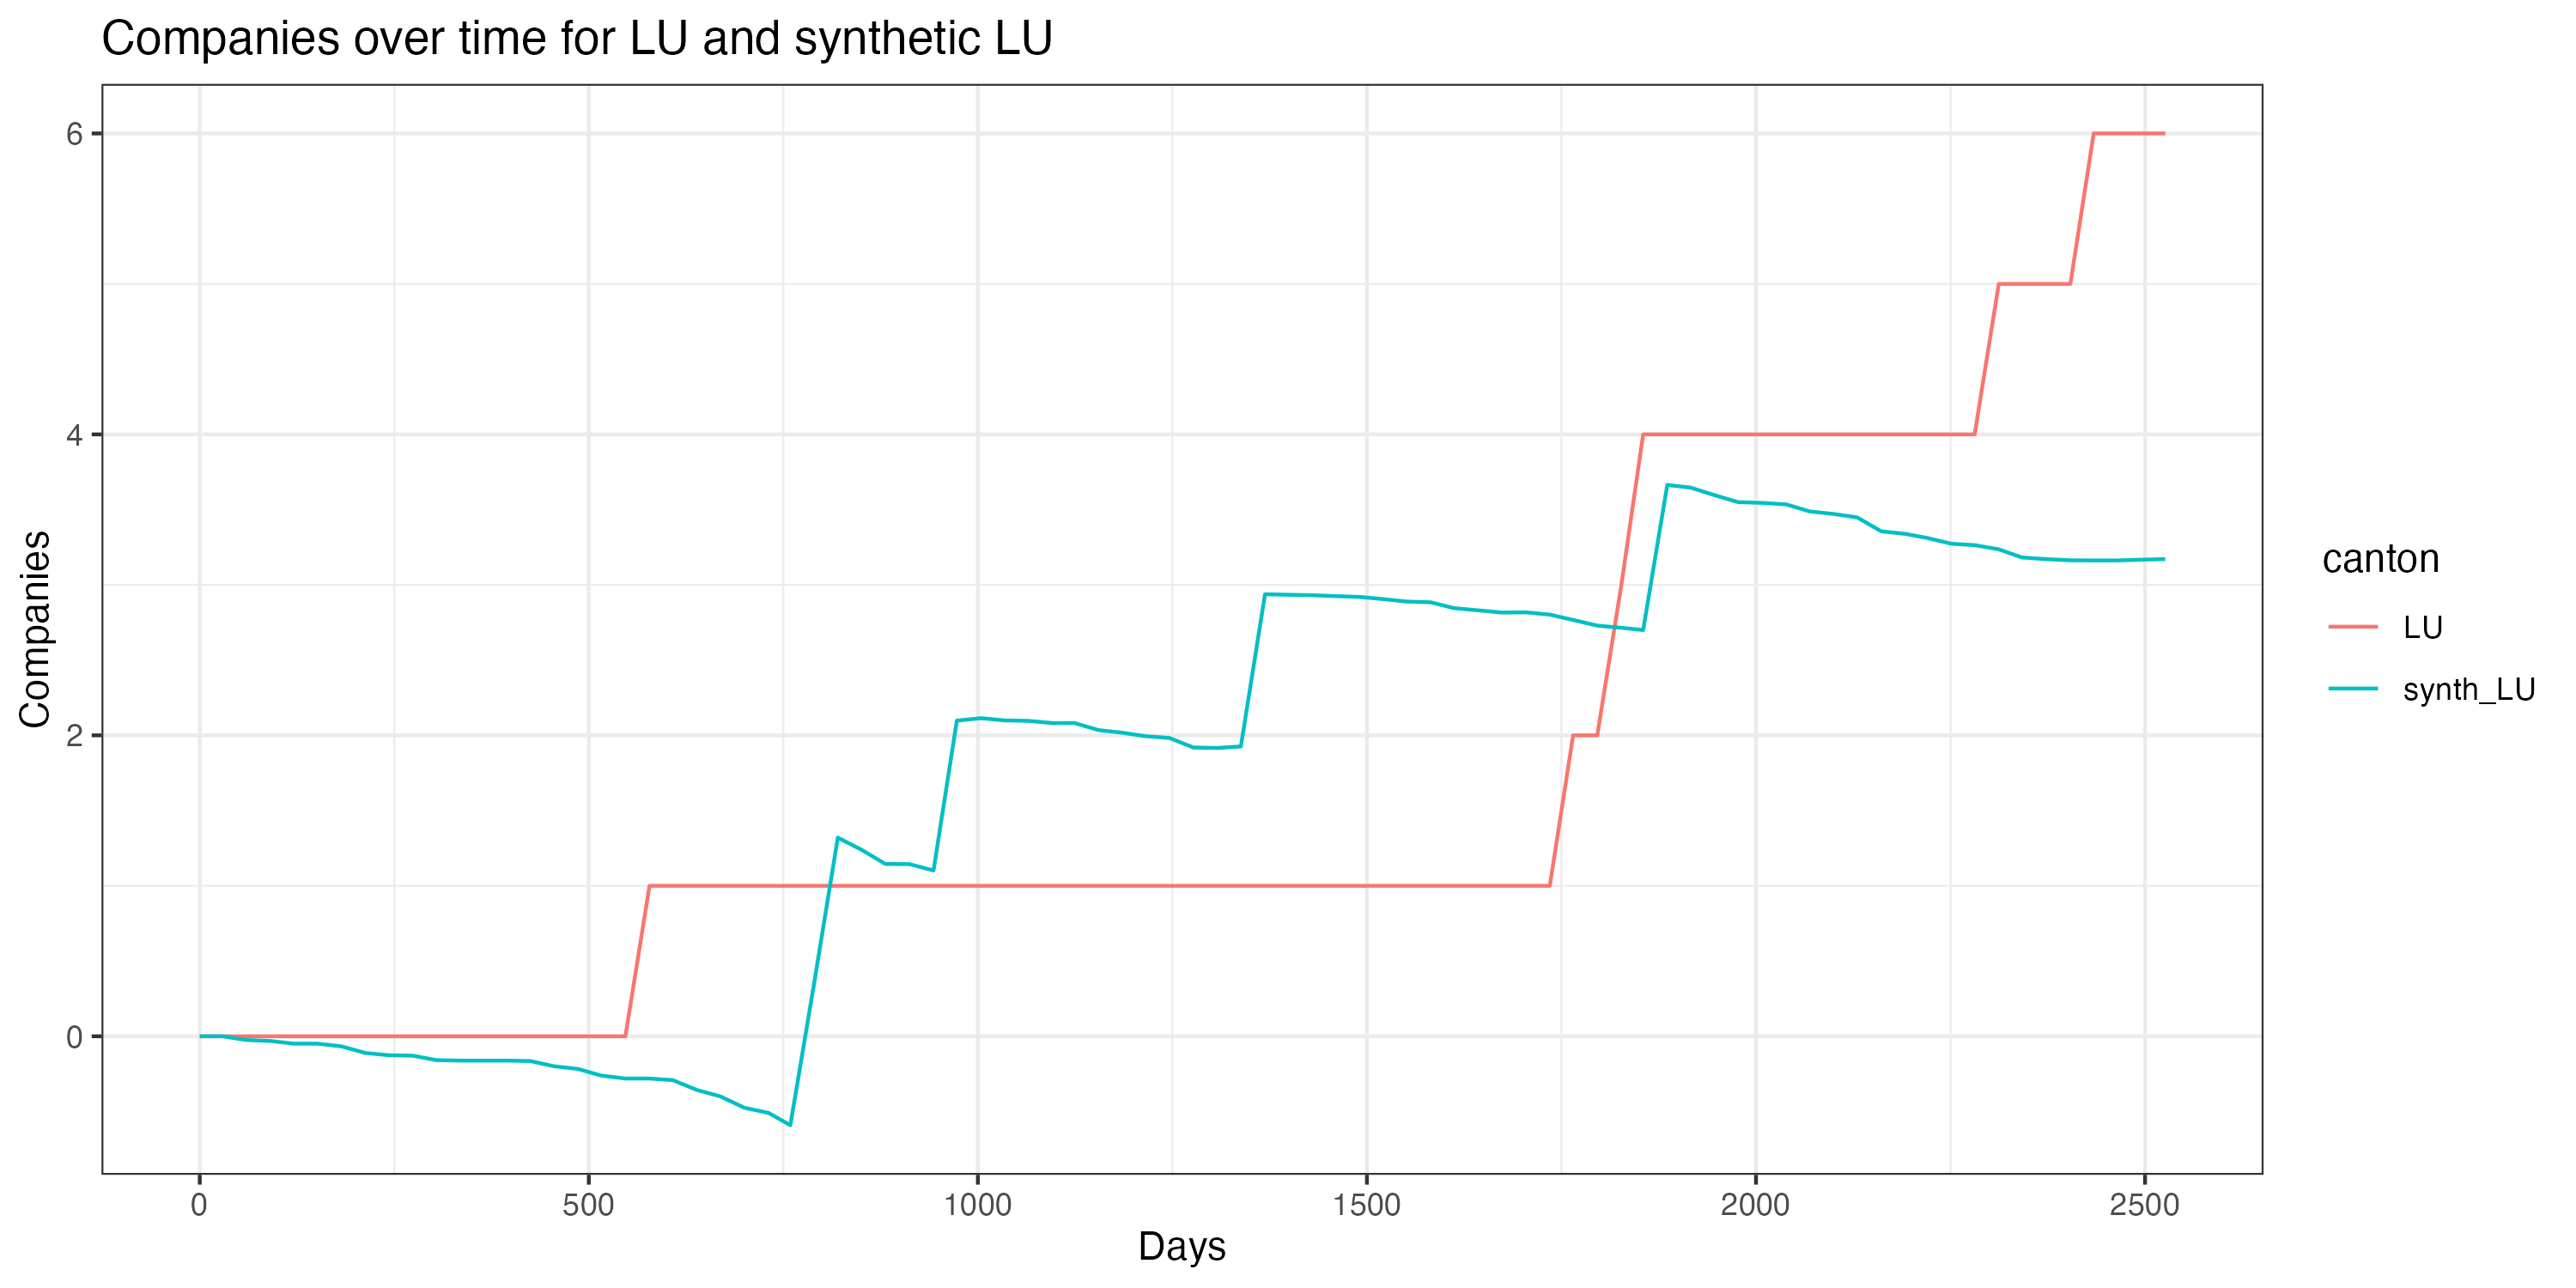 Companies over time for LU and synthetic LU
6
4
2
0
Companies
0 500 1000 1500 2000 2500
Days
canton
LU
synth_LU